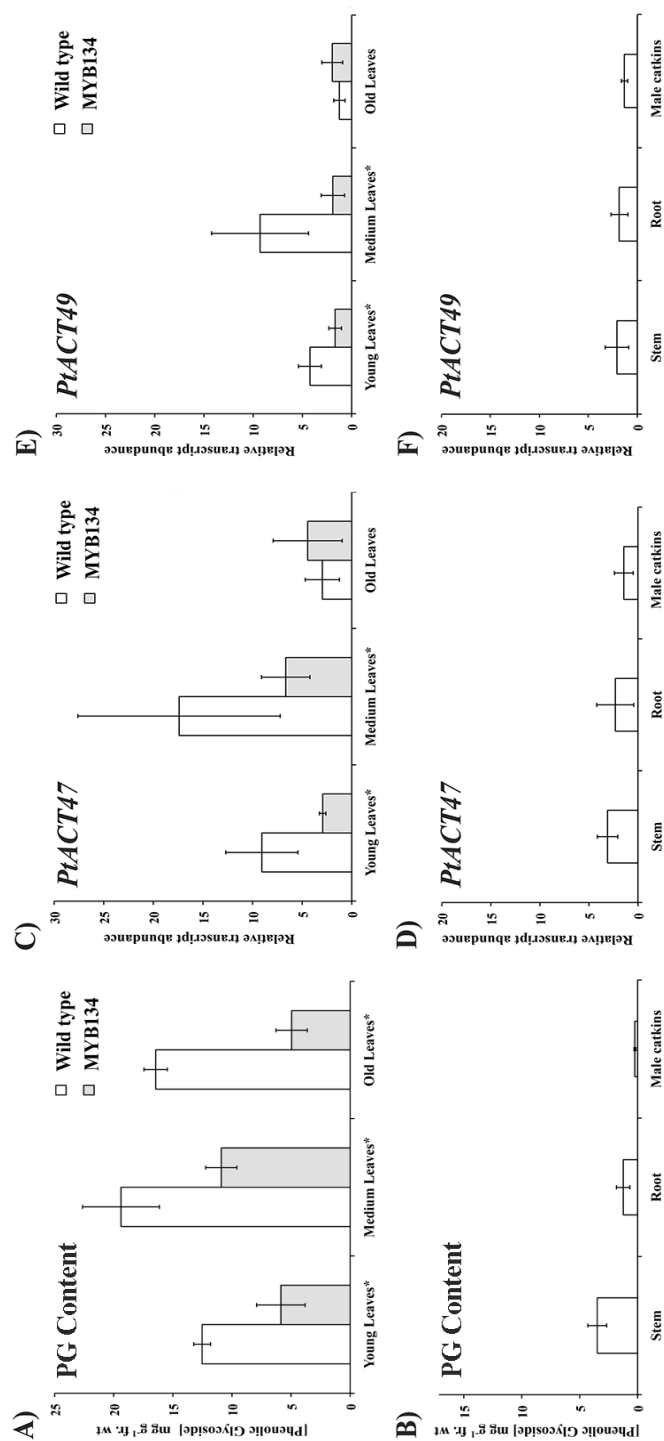 A)
PG Content
Wild type
MYB134
[Phenolic Glycoside] mg g⁻¹ fr. wt
25
20
15
10
5
0
Young Leaves*
Medium Leaves*
Old Leaves*
B)
PG Content
[Phenolic Glycoside] mg g⁻¹ fr. wt
15
10
5
0
Stem
Root
Male catkins
C)
PtACT47
Wild type
MYB134
Relative transcript abundance
30
25
20
15
10
5
0
Young Leaves*
Medium Leaves*
Old Leaves
D)
PtACT47
Relative transcript abundance
20
15
10
5
0
Stem
Root
Male catkins
E)
PtACT49
Wild type
MYB134
Relative transcript abundance
30
25
20
15
10
5
0
Young Leaves*
Medium Leaves*
Old Leaves
F)
PtACT49
Relative transcript abundance
20
15
10
5
0
Stem
Root
Male catkins